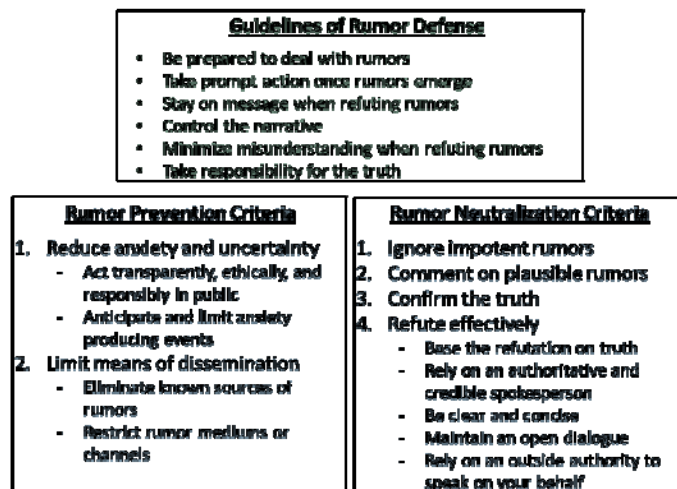 Guidelines of Rumor Defense
• Be prepared to deal with rumors
• Take prompt action once rumors emerge
• Stay on message when refuting rumors
• Control the narrative
• Minimize misunderstanding when refuting rumors
• Take responsibility for the truth
Rumor Prevention Criteria
1. Reduce anxiety and uncertainty
- Act transparently, ethically, and
responsibly in public
- Anticipate and limit anxiety
producing events
2. Limit means of dissemination
- Eliminate known sources of
rumors
- Restrict rumor mediums or
channels
Rumor Neutralization Criteria
1. Ignore impotent rumors
2. Comment on plausible rumors
3. Confirm the truth
4. Refute effectively
- Base the refutation on truth
- Rely on an authoritative and
credible spokesperson
- Be clear and concise
- Maintain an open dialogue
- Rely on an outside authority to
speak on your behalf